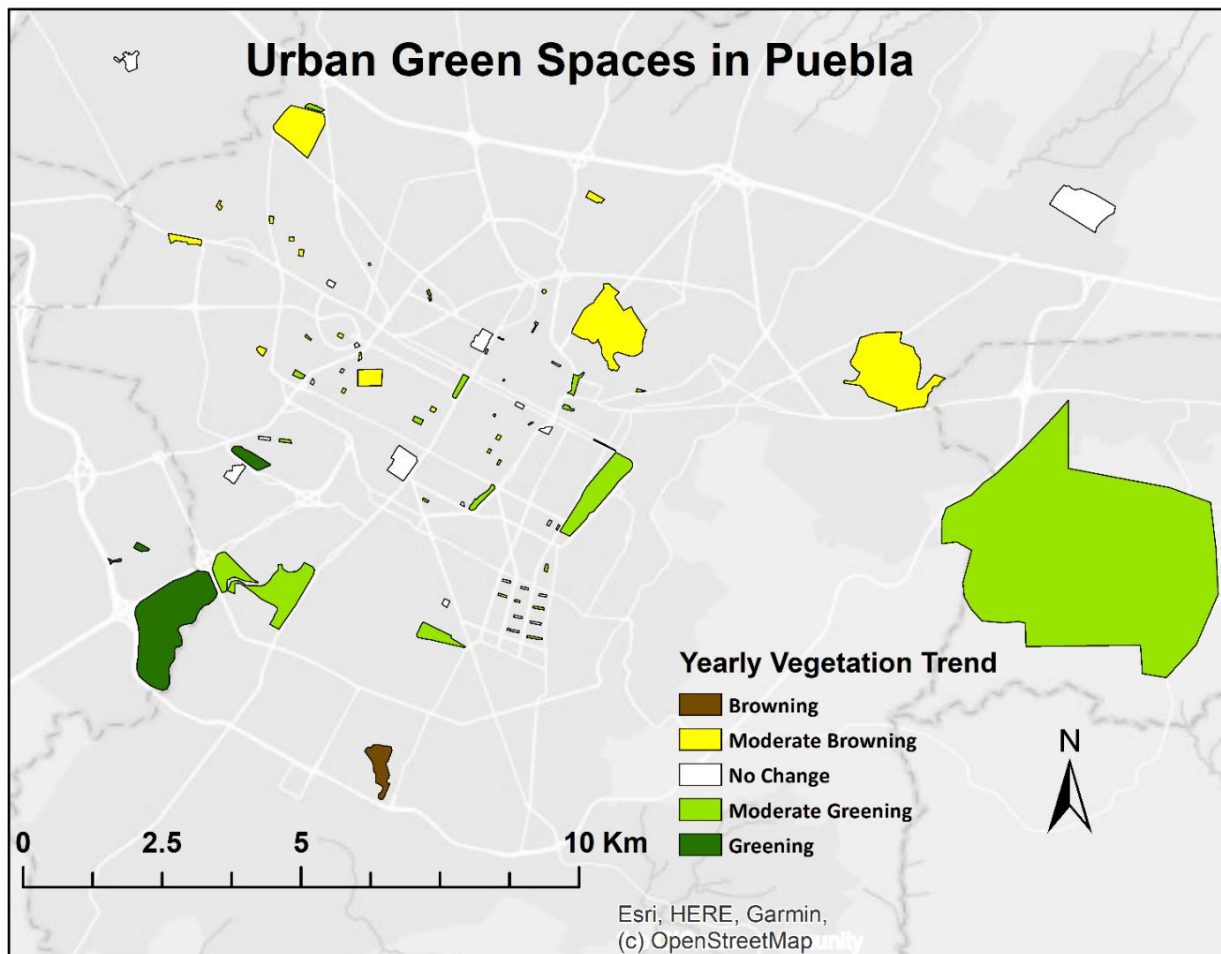 Urban Green Spaces in Puebla
Yearly Vegetation Trend
Browning
Moderate Browning
No Change
Moderate Greening
Greening
N
0 2.5 5 10 Km
Esri, HERE, Garmin,
(c) OpenStreetMap